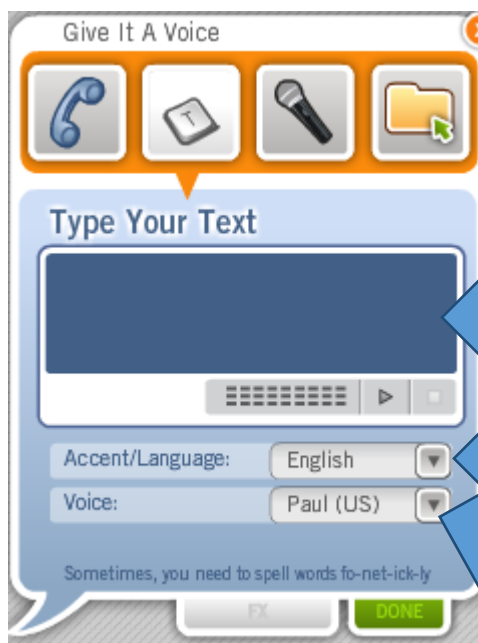 Give It A Voice
T
Type Your Text
Accent/Language: English
Voice: Paul (US)
Sometimes, you need to spell words fo-net-ick-ly
FX DONE